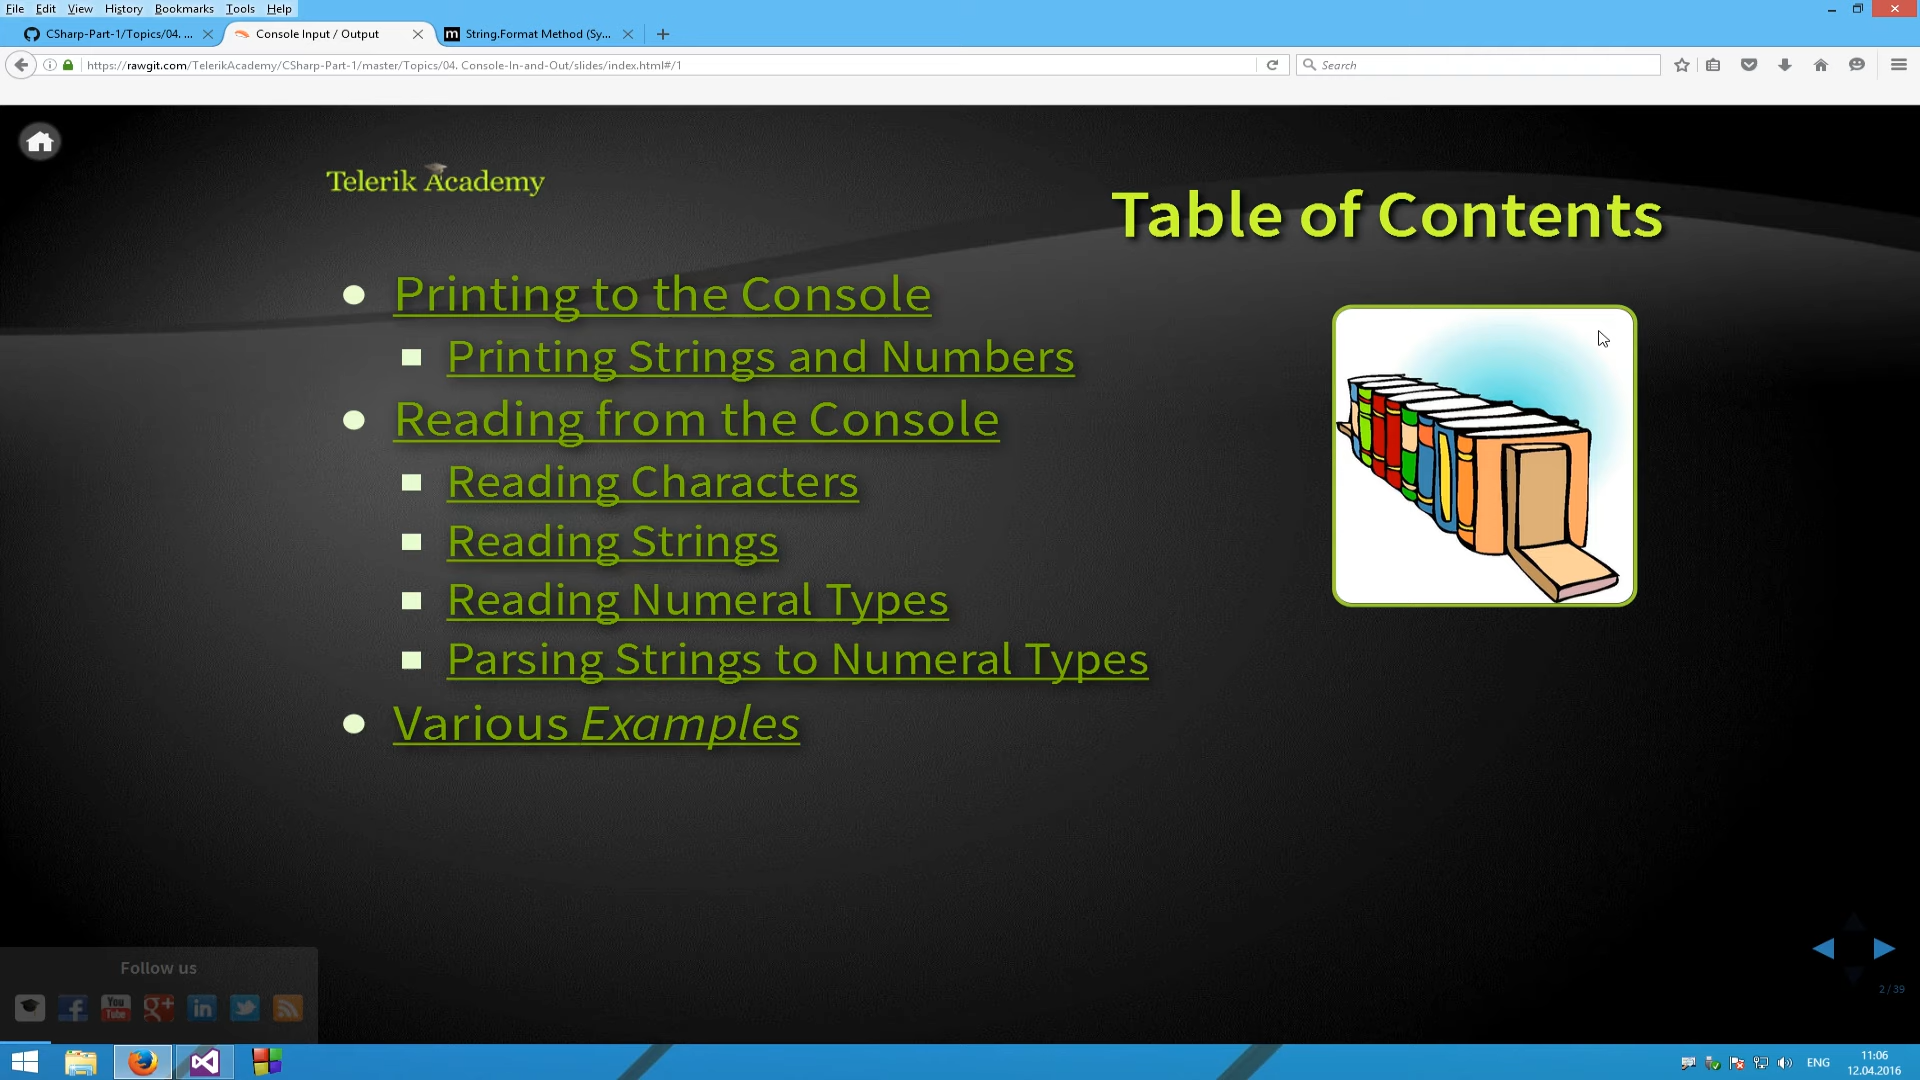 File Edit View History Bookmarks Tools Help
CSharp-Part-1/Topics/04. ...
Console Input / Output
String.Format Method (Sy...
https://rawgit.com/TelerikAcademy/CSharp-Part-1/master/Topics/04. Console-In-and-Out/slides/index.html#/1
Search
Telerik Academy
Table of Contents
Printing to the Console
Printing Strings and Numbers
Reading from the Console
Reading Characters
Reading Strings
Reading Numeral Types
Parsing Strings to Numeral Types
Various Examples
Follow us
You
Tube
2 / 39
ENG
11:06
12.04.2016